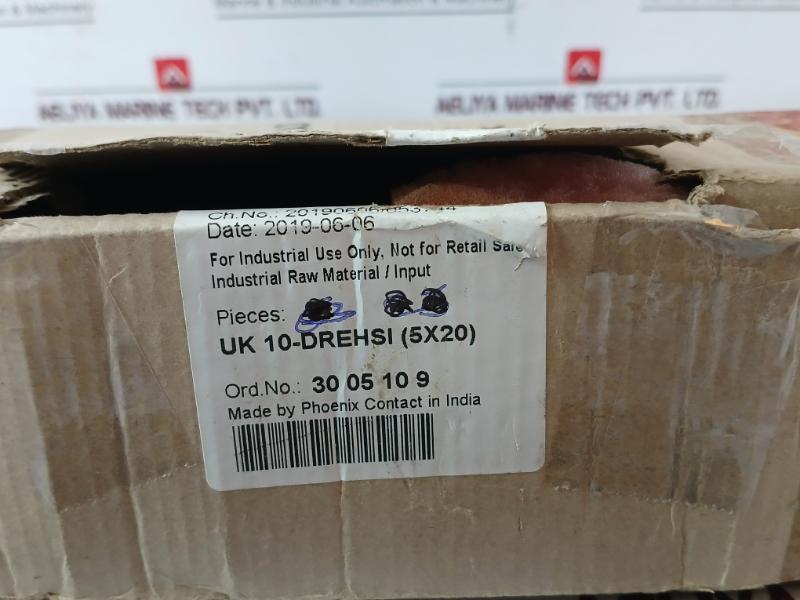 AELIYA MARINE TECH PVT. LTD.
AELIYA MARINE TECH PVT. LTD.
Ch.No.:
Date: 2019-06-06
For Industrial Use Only, Not for Retail Sale
Industrial Raw Material / Input
Pieces:
UK 10-DREHSI (5X20)
Ord.No.: 30 05 10 9
Made by Phoenix Contact in India